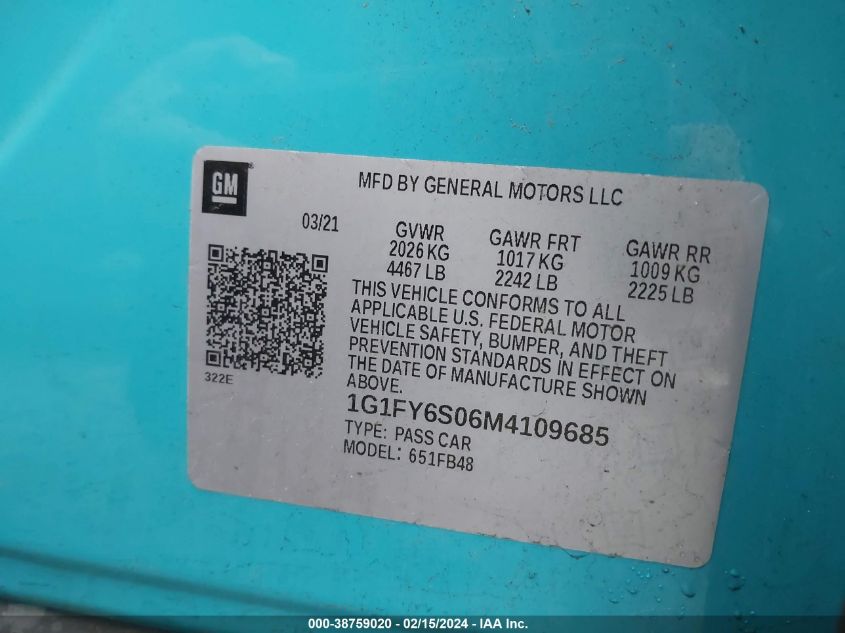 GM
MFD BY GENERAL MOTORS LLC
03/21
GVWR GAWR FRT GAWR RR
2026 KG 1017 KG 1009 KG
4467 LB 2242 LB 2225 LB
THIS VEHICLE CONFORMS TO ALL
APPLICABLE U.S. FEDERAL MOTOR
VEHICLE SAFETY, BUMPER, AND THEFT
PREVENTION STANDARDS IN EFFECT ON
THE DATE OF MANUFACTURE SHOWN
ABOVE.
322E
1G1FY6S06M4109685
TYPE: PASS CAR
MODEL: 651FB48
000-38759020 - 02/15/2024 - IAA Inc.